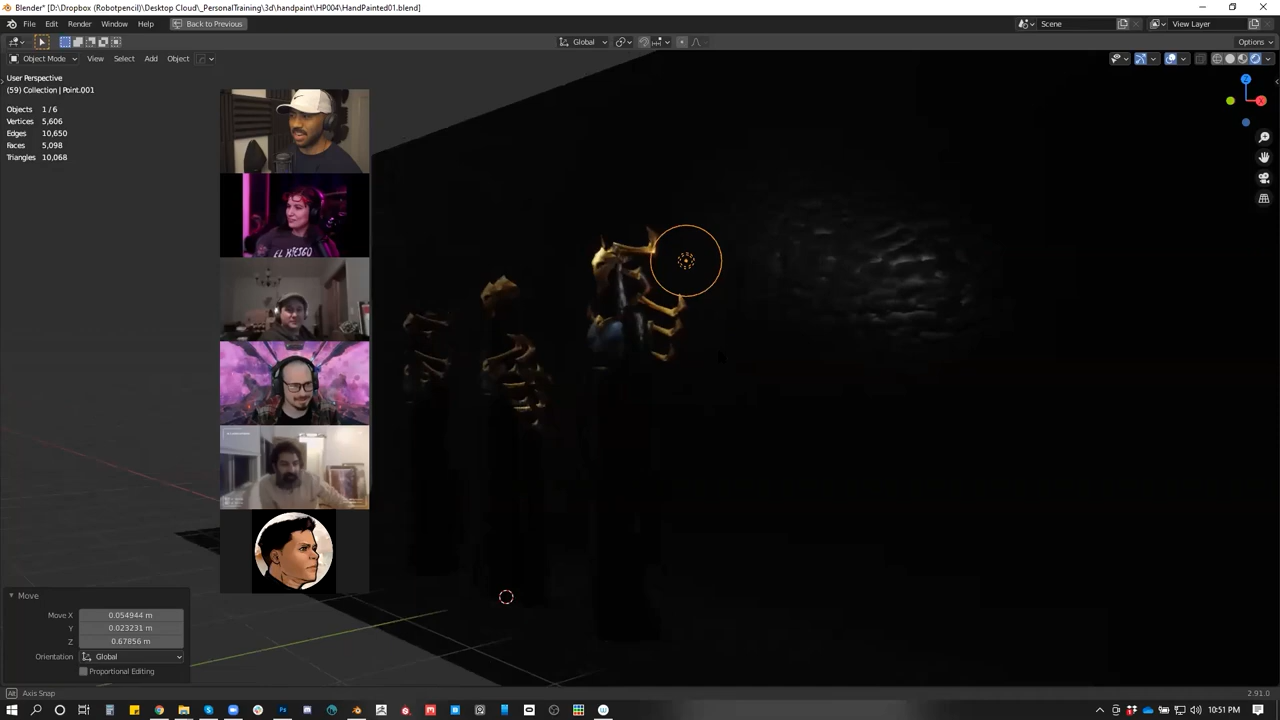 Blender* [D:\Dropbox (Robotpencil)\Desktop Cloud\_PersonalTraining\3d\handpaint\HP004\HandPainted01.blend]
File Edit Render Window Help Back to Previous Scene View Layer
Global Options
Object Mode View Select Add Object
User Perspective
(59) Collection | Point.001
Objects 1 / 6
Vertices 5,606
Edges 10,650
Faces 5,098
Triangles 10,068
Z
X
EL RIESGO
Move
Move X 0.054944 m
Y 0.023231 m
Z 0.67856 m
Orientation Global
Proportional Editing
Alt Axis Snap 2.91.0
10:51 PM